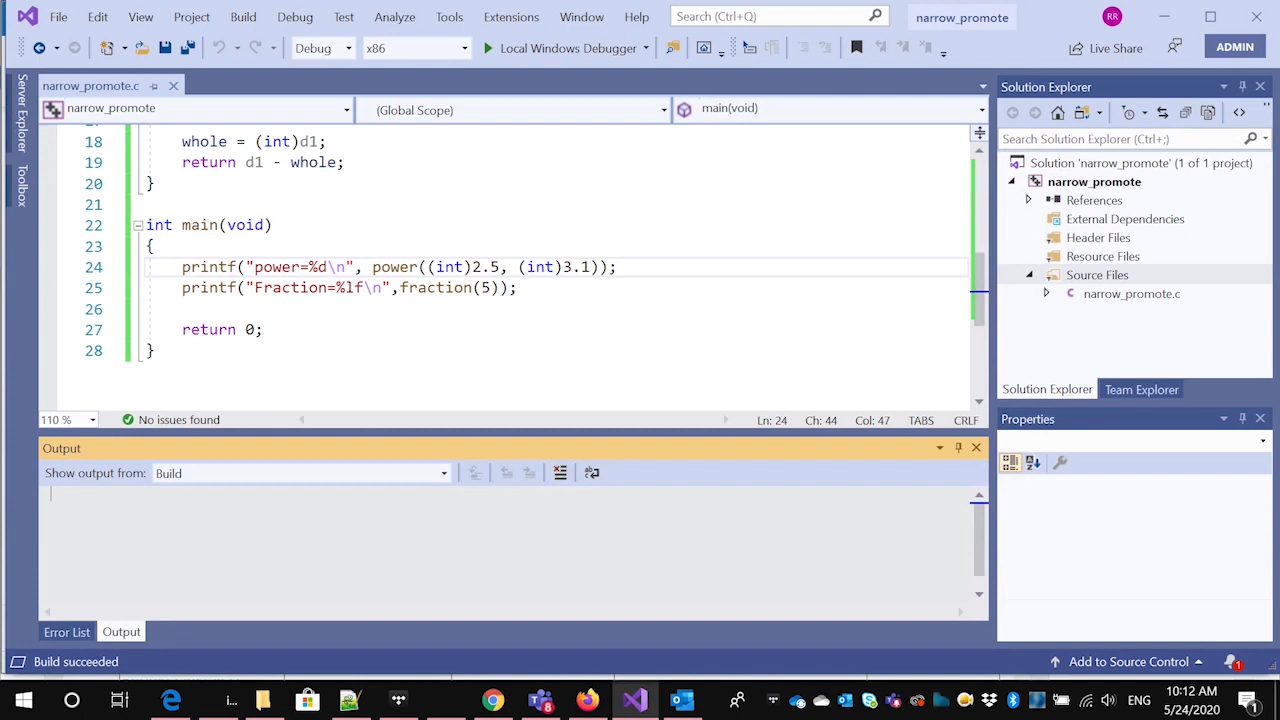 File Edit View Project Build Debug Test Analyze Tools Extensions Window Help Search (Ctrl+Q) narrow_promote RR
Debug x86 Local Windows Debugger Live Share ADMIN
Server Explorer
Toolbox
narrow_promote.c
narrow_promote (Global Scope) main(void)
18 whole = (int)d1;
19 return d1 - whole;
20 }
21
22 int main(void)
23 {
24 printf("power=%d\n", power((int)2.5, (int)3.1));
25 printf("Fraction=%lf\n",fraction(5));
26
27 return 0;
28 }
110 % No issues found Ln: 24 Ch: 44 Col: 47 TABS CRLF
Output
Show output from: Build
Error List Output
Solution Explorer
Search Solution Explorer (Ctrl+;)
Solution 'narrow_promote' (1 of 1 project)
narrow_promote
References
External Dependencies
Header Files
Resource Files
Source Files
narrow_promote.c
Solution Explorer Team Explorer
Properties
Build succeeded Add to Source Control 1
8 ENG 10:12 AM
5/24/2020 1